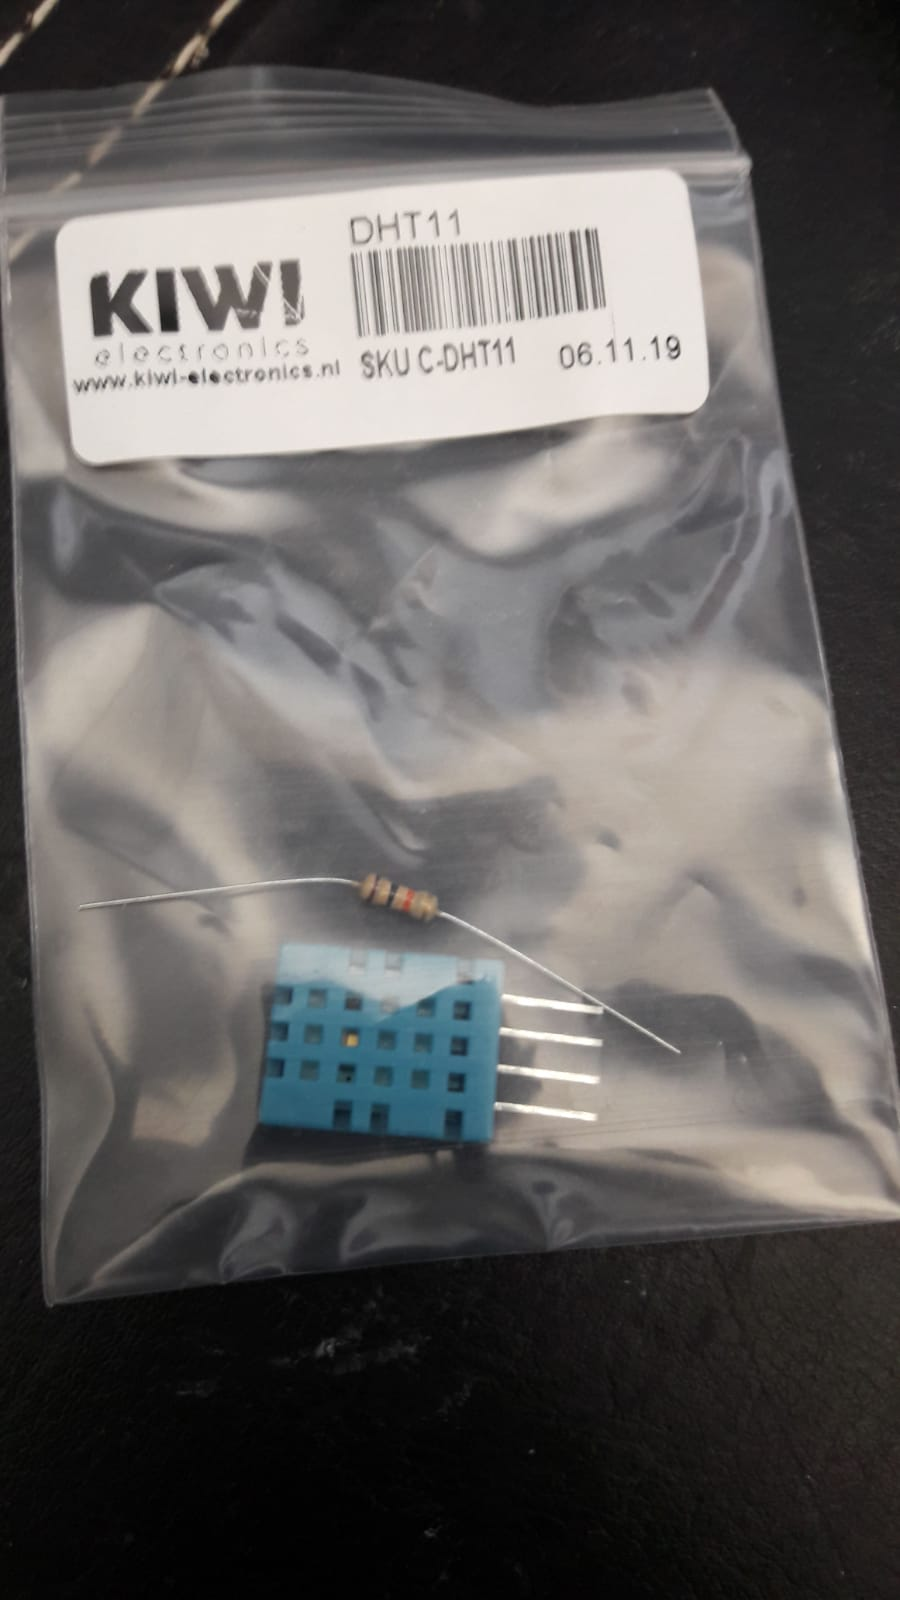 DHT11
KIWI
electronics
www.kiwi-electronics.nl
SKU C-DHT11
06.11.19